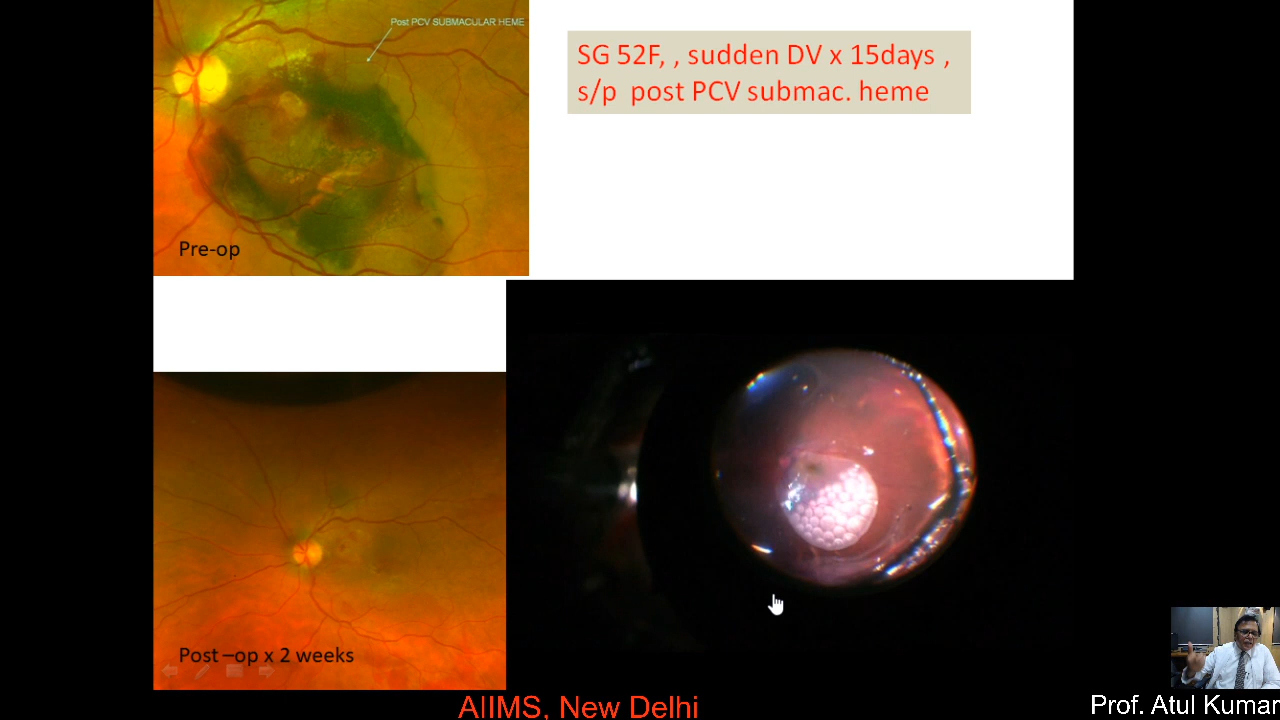 Post PCV SUBMACULAR HEME
SG 52F, , sudden DV x 15days ,
s/p post PCV submac. heme
Pre-op
Post –op x 2 weeks
AIIMS, New Delhi
Prof. Atul Kumar